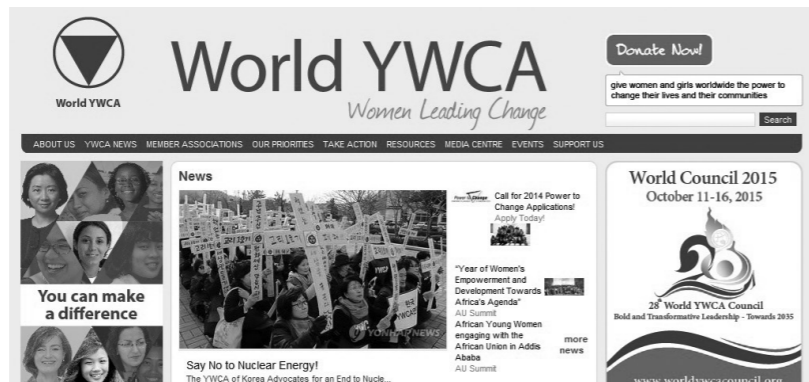 World YWCA
World YWCA
Women Leading Change
Donate Now!
give women and girls worldwide the power to
change their lives and their communities
Search
ABOUT US YWCA NEWS MEMBER ASSOCIATIONS OUR PRIORITIES TAKE ACTION RESOURCES MEDIA CENTRE EVENTS SUPPORT US
You can make
a difference
News
YWCA
YWCA
YONHAP NEWS
Say No to Nuclear Energy!
The YWCA of Korea Advocates for an End to Nucle...
Call for 2014 Power to
Change Applications!
Apply Today!
"Year of Women's
Empowerment and
Development Towards
Africa's Agenda"
AU Summit
African Young Women
engaging with the
African Union in Addis
Ababa
AU Summit
more
news
World Council 2015
October 11-16, 2015
28th World YWCA Council
Bold and Transformative Leadership - Towards 2035
www.worldywcacouncil.org